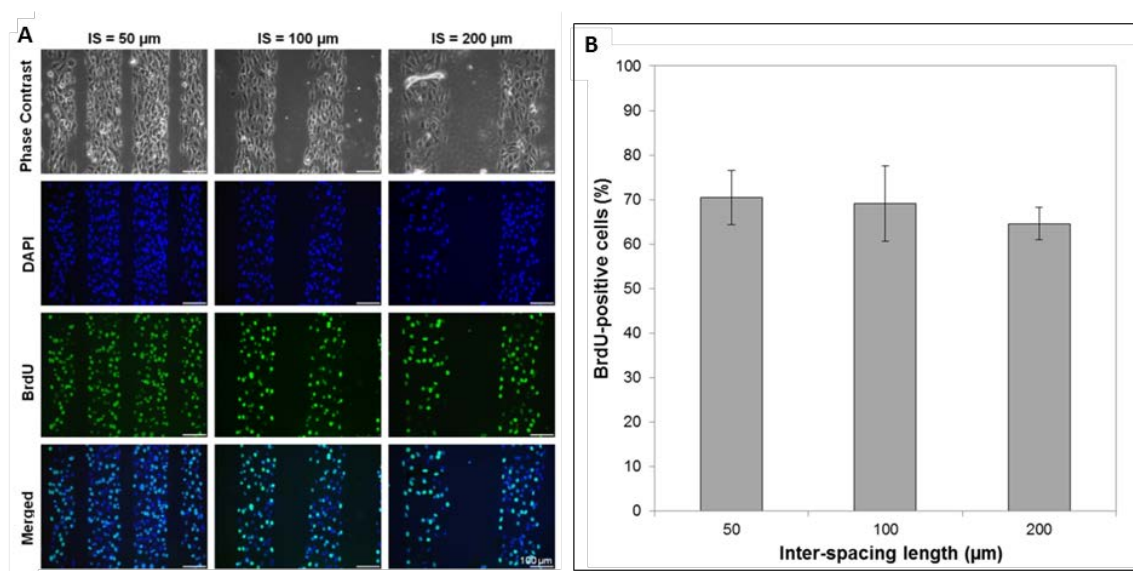 A
IS = 50 µm
IS = 100 µm
IS = 200 µm
Phase Contrast
DAPI
BrdU
Merged
100 µm
B
BrdU-positive cells (%)
100
90
80
70
60
50
40
30
20
10
0
50
100
200
Inter-spacing length (µm)